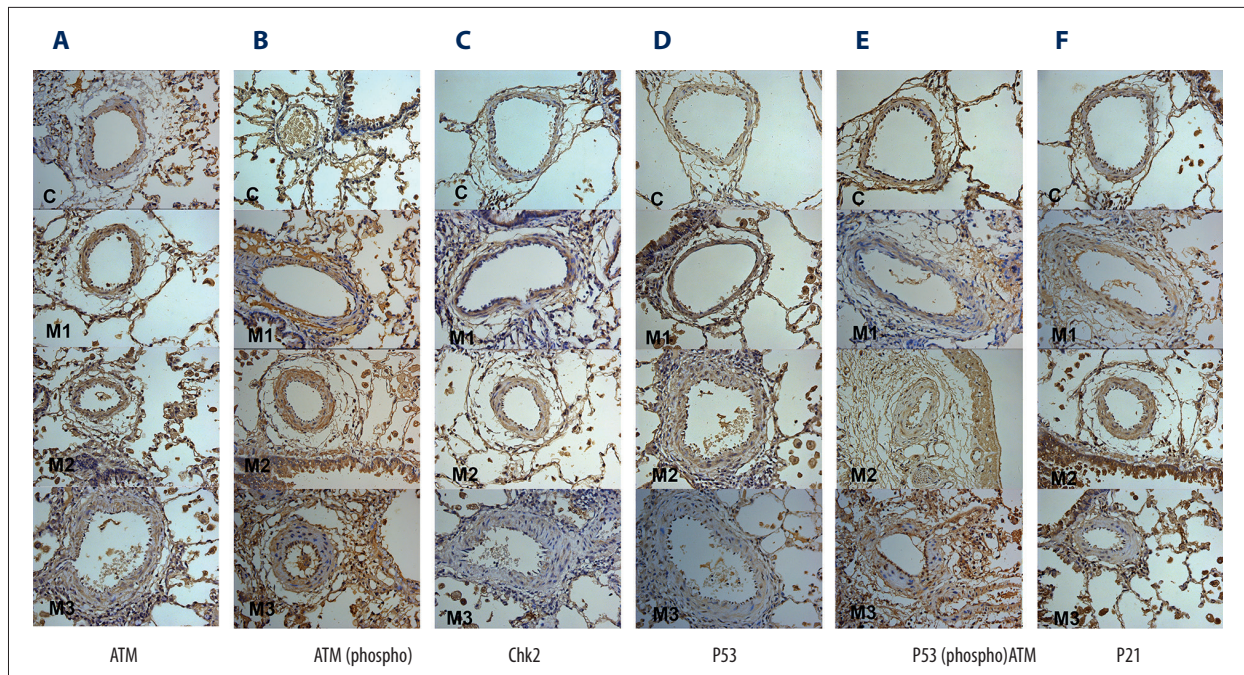 A B C D E F
C C C C C C
M1 M1 M1 M1 M1 M1
M2 M2 M2 M2 M2 M2
M3 M3 M3 M3 M3 M3
ATM ATM (phospho) Chk2 P53 P53 (phospho)ATM P21